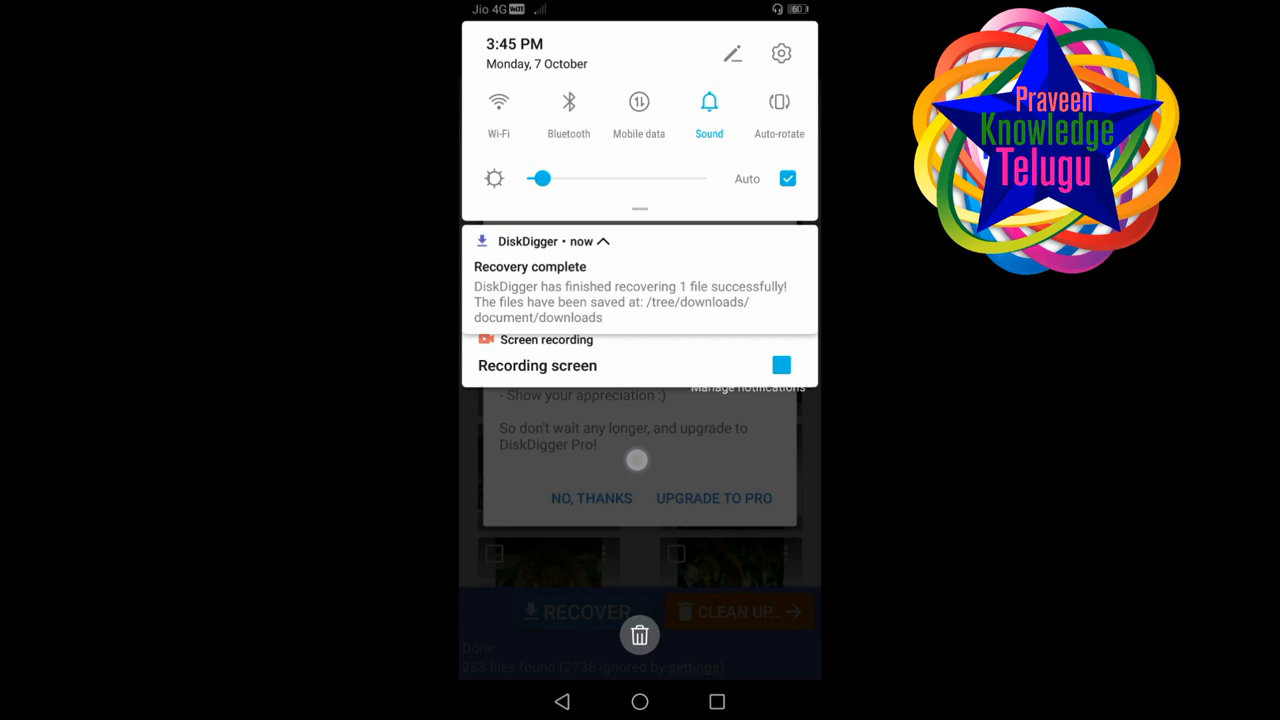 Jio 4G VoLTE
60
3:45 PM
Monday, 7 October
Wi-Fi
Bluetooth
Mobile data
Sound
Auto-rotate
Auto
DiskDigger • now
Recovery complete
DiskDigger has finished recovering 1 file successfully!
The files have been saved at: /tree/downloads/
document/downloads
Screen recording
Recording screen
Manage notifications
- Show your appreciation :)
So don't wait any longer, and upgrade to
DiskDigger Pro!
NO, THANKS
UPGRADE TO PRO
RECOVER
CLEAN UP...
Done
263 files found (2736 ignored by settings)
Praveen
Knowledge
Telugu